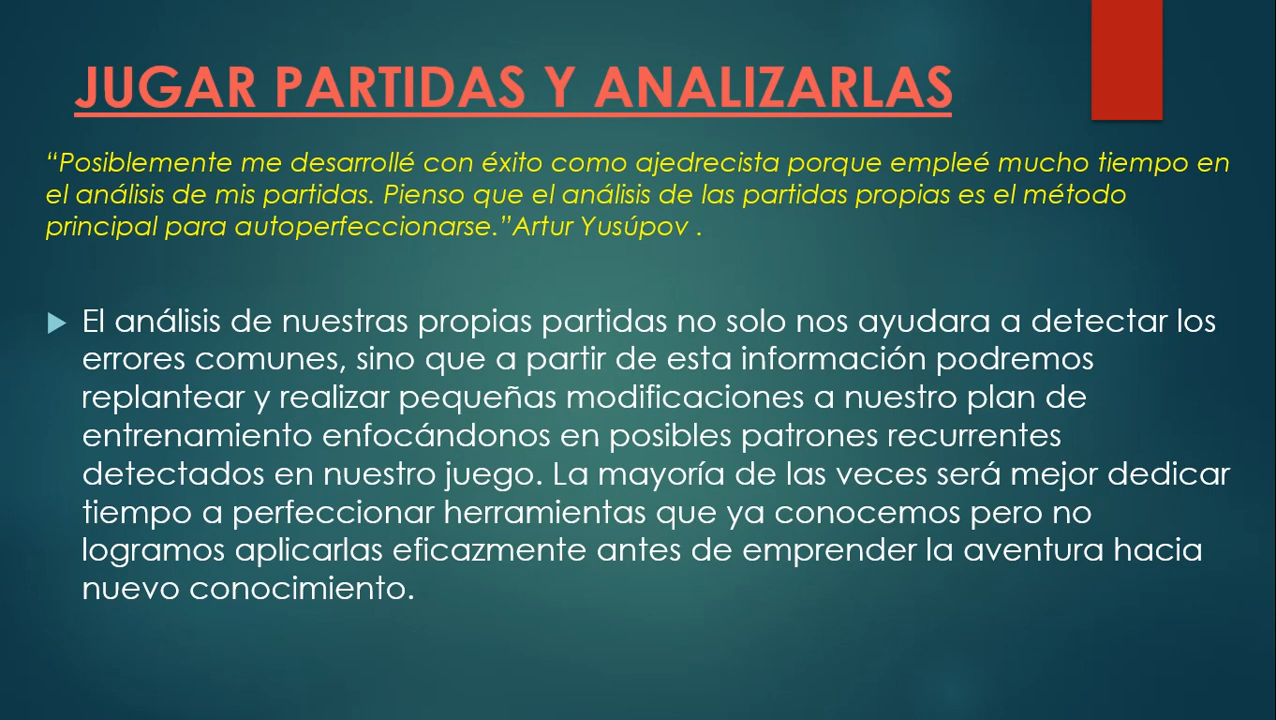 JUGAR PARTIDAS Y ANALIZARLAS
“Posiblemente me desarrollé con éxito como ajedrecista porque empleé mucho tiempo en
el análisis de mis partidas. Pienso que el análisis de las partidas propias es el método
principal para autoperfeccionarse.”Artur Yusúpov .
El análisis de nuestras propias partidas no solo nos ayudara a detectar los
errores comunes, sino que a partir de esta información podremos
replantear y realizar pequeñas modificaciones a nuestro plan de
entrenamiento enfocándonos en posibles patrones recurrentes
detectados en nuestro juego. La mayoría de las veces será mejor dedicar
tiempo a perfeccionar herramientas que ya conocemos pero no
logramos aplicarlas eficazmente antes de emprender la aventura hacia
nuevo conocimiento.